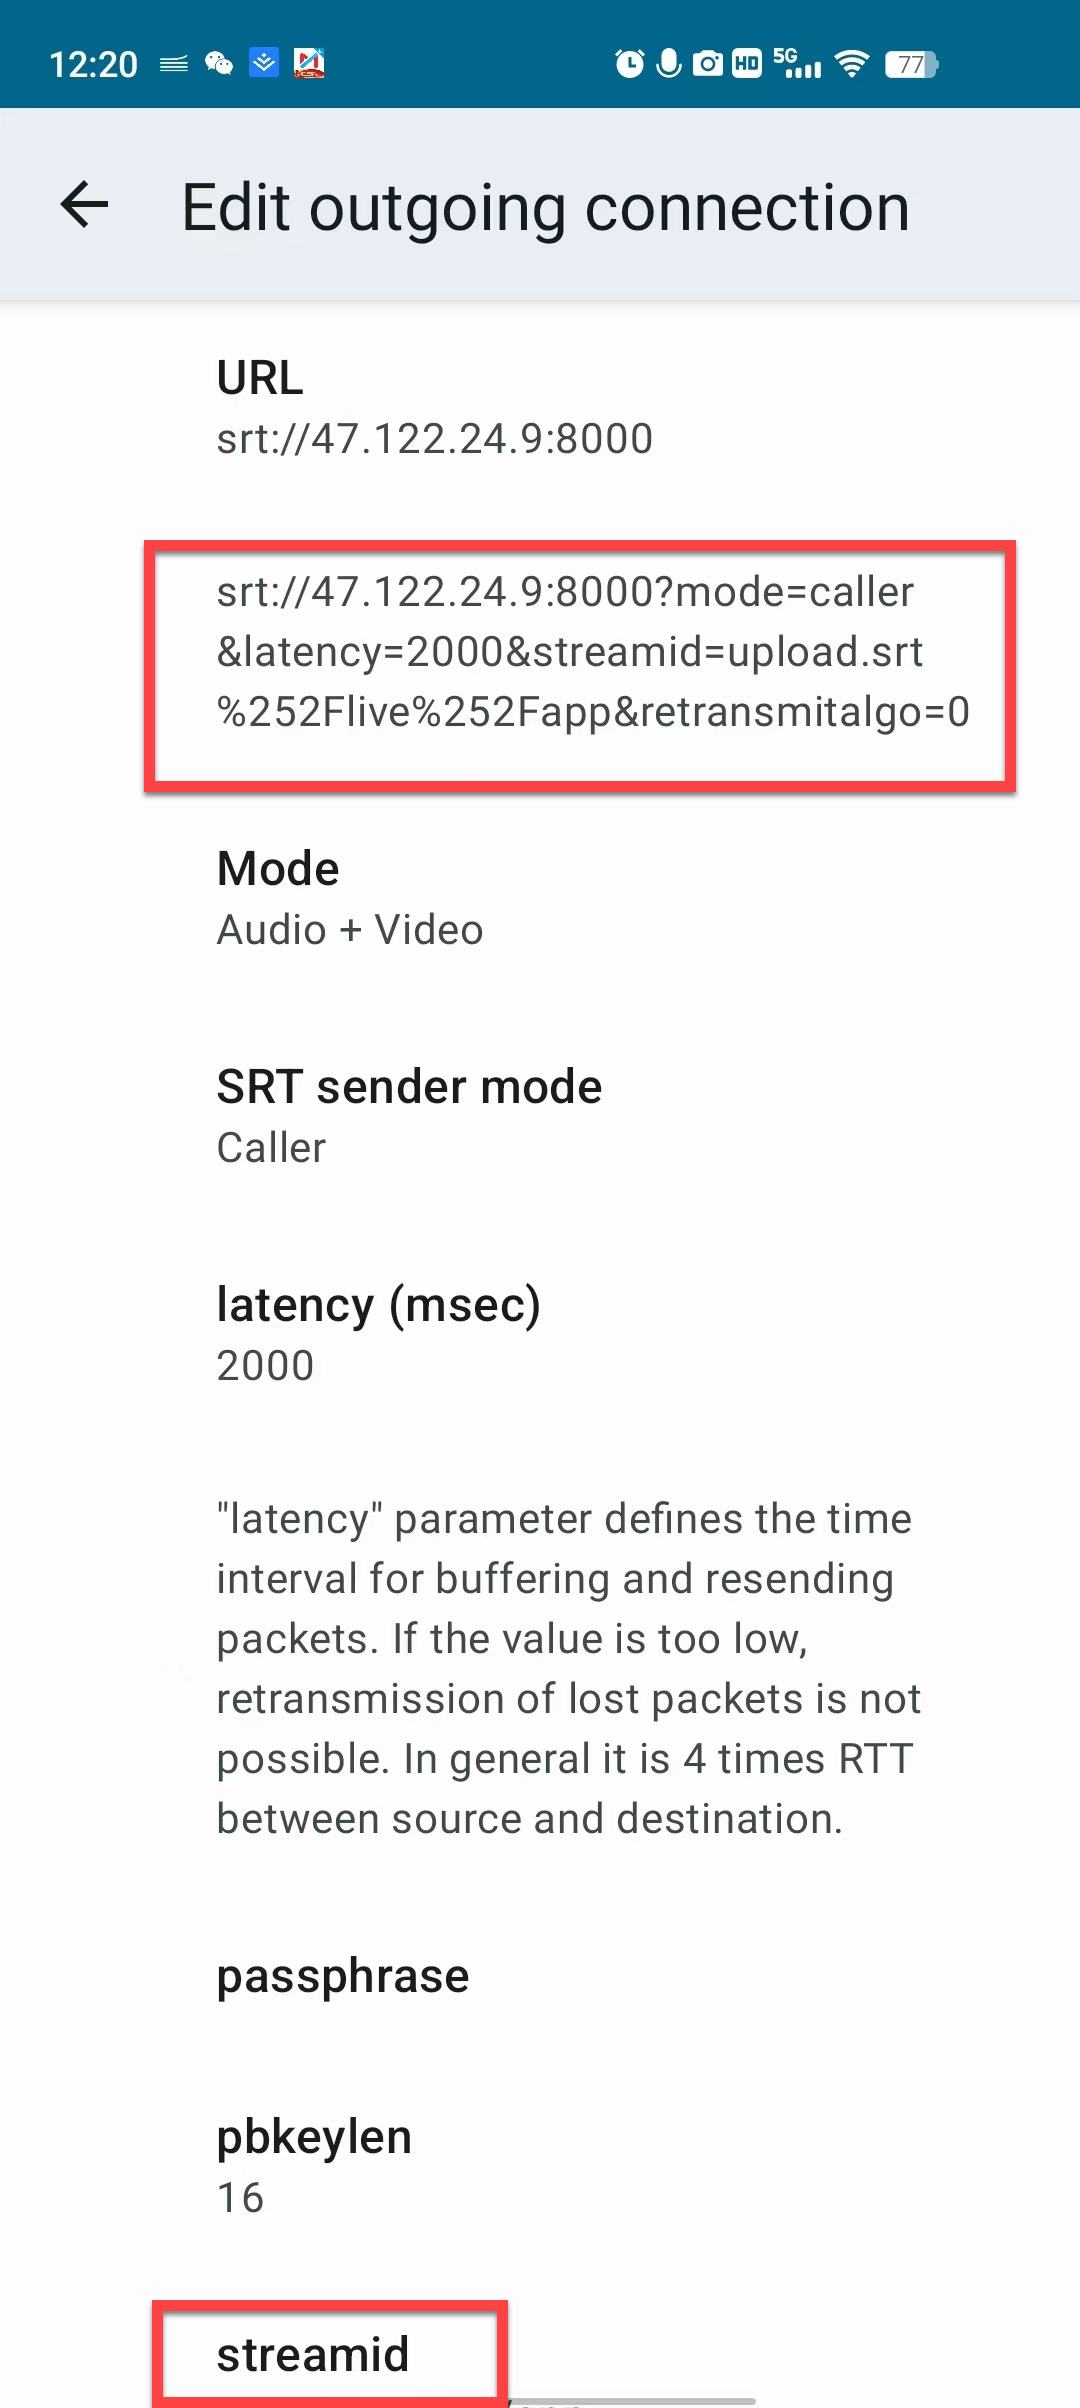 12:20
HD 5G 77
Edit outgoing connection
URL
srt://47.122.24.9:8000
srt://47.122.24.9:8000?mode=caller
&latency=2000&streamid=upload.srt
%252Flive%252Fapp&retransmitalgo=0
Mode
Audio + Video
SRT sender mode
Caller
latency (msec)
2000
"latency" parameter defines the time
interval for buffering and resending
packets. If the value is too low,
retransmission of lost packets is not
possible. In general it is 4 times RTT
between source and destination.
passphrase
pbkeylen
16
streamid